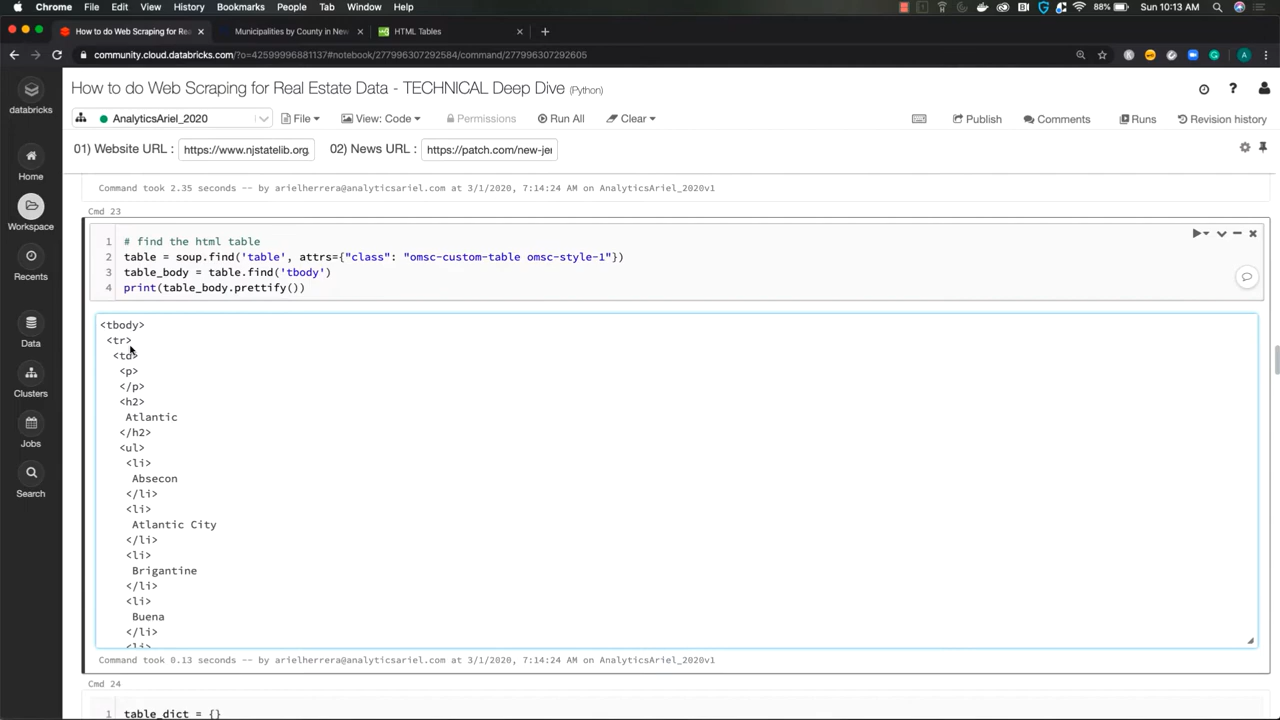 Chrome File Edit View History Bookmarks People Tab Window Help 88% Sun 10:13 AM
How to do Web Scraping for Rea Municipalities by County in New HTML Tables
community.cloud.databricks.com/?o=42599996881137#notebook/277996307292584/command/277996307292605
How to do Web Scraping for Real Estate Data - TECHNICAL Deep Dive (Python)
databricks
AnalyticsAriel_2020 File View: Code Permissions Run All Clear Publish Comments Runs Revision history
01) Website URL : https://www.njstatelib.org 02) News URL : https://patch.com/new-jer
Home
Workspace
Recents
Data
Clusters
Jobs
Search
Command took 2.35 seconds -- by arielherrera@analyticsariel.com at 3/1/2020, 7:14:24 AM on AnalyticsAriel_2020v1
Cmd 23
1 # find the html table
2 table = soup.find('table', attrs={"class": "omsc-custom-table omsc-style-1"})
3 table_body = table.find('tbody')
4 print(table_body.prettify())
<tbody>
<tr>
<td>
<p>
</p>
<h2>
Atlantic
</h2>
<ul>
<li>
Absecon
</li>
<li>
Atlantic City
</li>
<li>
Brigantine
</li>
<li>
Buena
</li>
<li>
Command took 0.13 seconds -- by arielherrera@analyticsariel.com at 3/1/2020, 7:14:24 AM on AnalyticsAriel_2020v1
Cmd 24
1 table_dict = {}